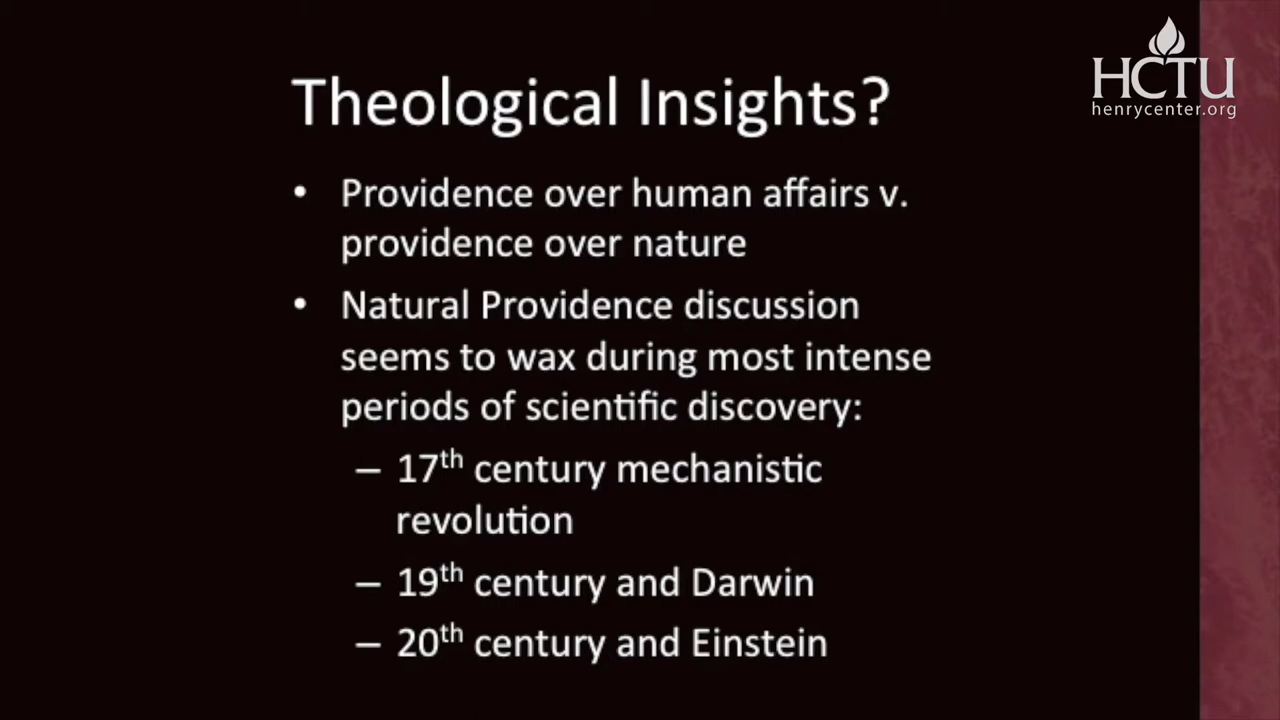 HCTU
henrycenter.org
Theological Insights?
• Providence over human affairs v.
providence over nature
• Natural Providence discussion
seems to wax during most intense
periods of scientific discovery:
– 17th century mechanistic
revolution
– 19th century and Darwin
– 20th century and Einstein